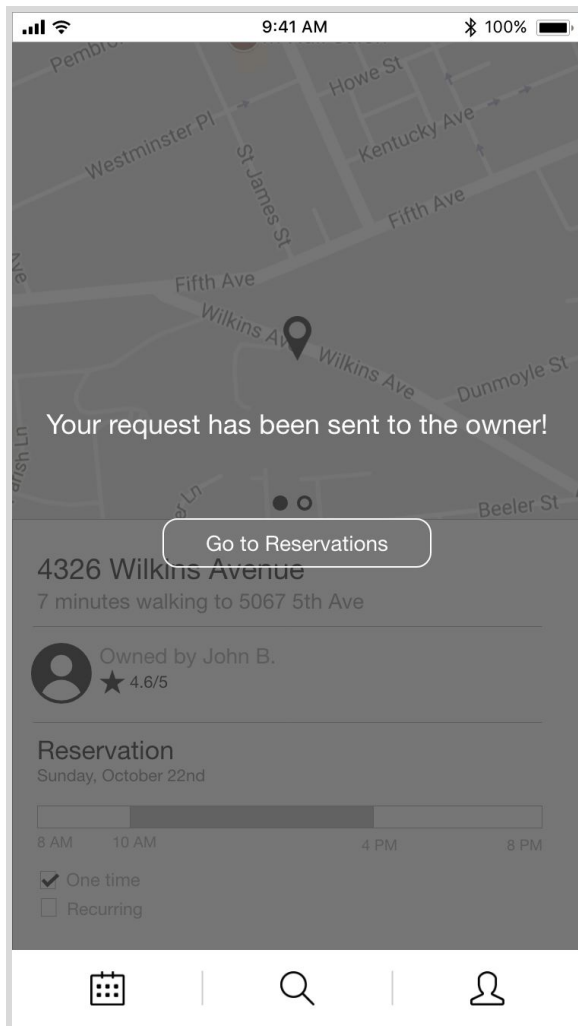 9:41 AM
100%
Howe St
Westminster Pl
Kentucky Ave
St James St
Fifth Ave
Ave
Fifth Ave
Wilkins Av
Wilkins Ave
Dunmoyle St
Your request has been sent to the owner!
Beeler St
Go to Reservations
4326 Wilkins Avenue
7 minutes walking to 5067 5th Ave
Owned by John B.
4.6/5
Reservation
Sunday, October 22nd
8 AM 10 AM 4 PM 8 PM
One time
Recurring